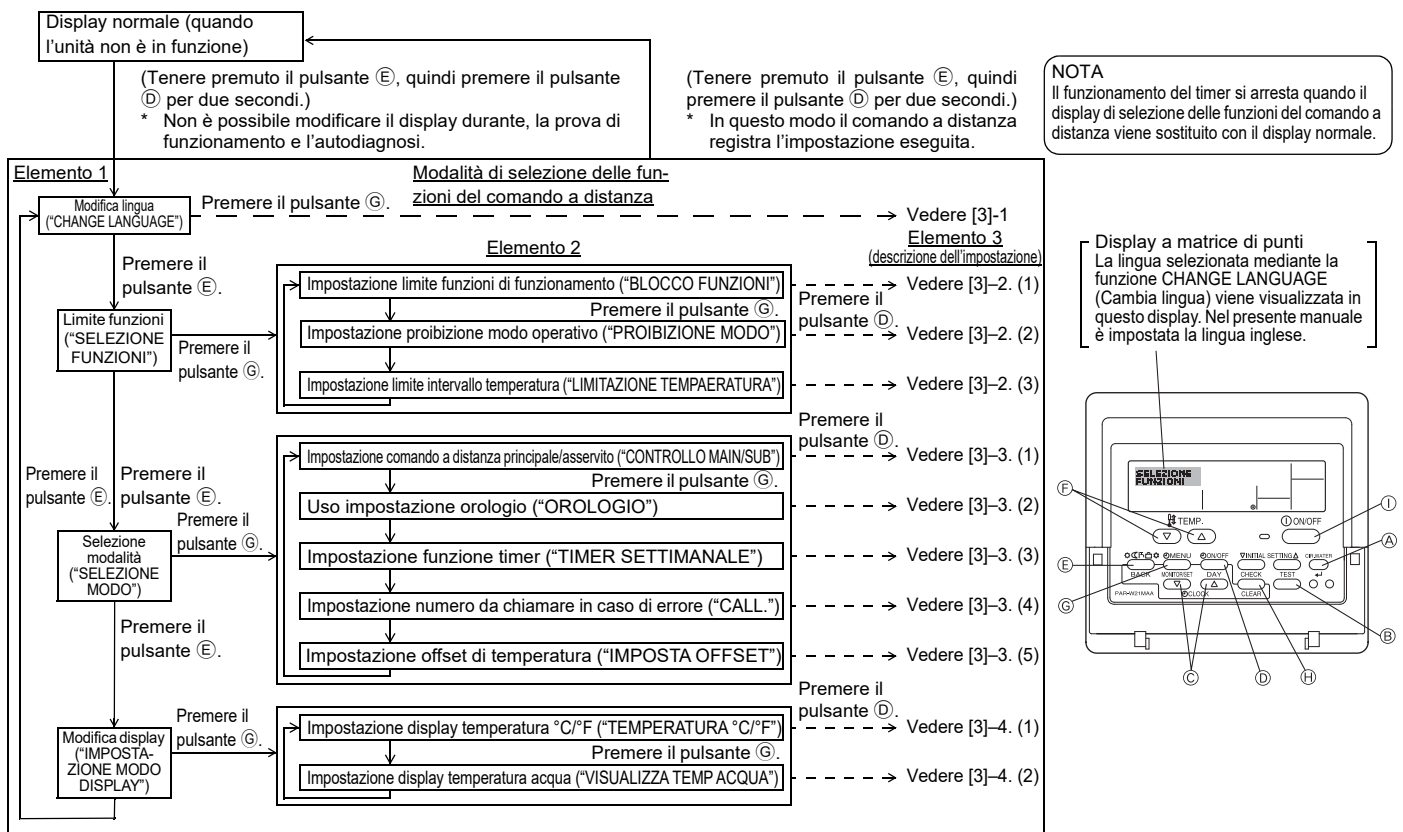 Display normale (quando
l'unità non è in funzione)
(Tenere premuto il pulsante Ⓔ, quindi premere il pulsante
Ⓓ per due secondi.)
* Non è possibile modificare il display durante, la prova di
funzionamento e l'autodiagnosi.
(Tenere premuto il pulsante Ⓔ, quindi
premere il pulsante Ⓓ per due secondi.)
* In questo modo il comando a distanza
registra l'impostazione eseguita.
NOTA
Il funzionamento del timer si arresta quando il
display di selezione delle funzioni del comando a
distanza viene sostituito con il display normale.
Elemento 1
Modalità di selezione delle fun-
zioni del comando a distanza
Modifica lingua
("CHANGE LANGUAGE")
Premere il pulsante Ⓖ.
Vedere [3]-1
Elemento 2
Elemento 3
(descrizione dell'impostazione)
Premere il
pulsante Ⓔ.
Limite funzioni
("SELEZIONE
FUNZIONI")
Premere il
pulsante Ⓖ.
Impostazione limite funzioni di funzionamento ("BLOCCO FUNZIONI")
Premere il pulsante Ⓖ.
Premere il
pulsante Ⓓ.
Vedere [3]–2. (1)
Impostazione proibizione modo operativo ("PROIBIZIONE MODO")
Vedere [3]–2. (2)
Impostazione limite intervallo temperatura ("LIMITAZIONE TEMPAERATURA")
Vedere [3]–2. (3)
Premere il
pulsante Ⓔ.
Premere il
pulsante Ⓔ.
Selezione
modalità
("SELEZIONE
MODO")
Premere il
pulsante Ⓖ.
Premere il
pulsante Ⓓ.
Impostazione comando a distanza principale/asservito ("CONTROLLO MAIN/SUB")
Vedere [3]–3. (1)
Premere il pulsante Ⓖ.
Uso impostazione orologio ("OROLOGIO")
Vedere [3]–3. (2)
Impostazione funzione timer ("TIMER SETTIMANALE")
Vedere [3]–3. (3)
Impostazione numero da chiamare in caso di errore ("CALL.")
Vedere [3]–3. (4)
Impostazione offset di temperatura ("IMPOSTA OFFSET")
Vedere [3]–3. (5)
Premere il
pulsante Ⓔ.
Modifica display
("IMPOSTA-
ZIONE MODO
DISPLAY")
Premere il
pulsante Ⓖ.
Premere il
pulsante Ⓓ.
Impostazione display temperatura °C/°F ("TEMPERATURA °C/°F")
Vedere [3]–4. (1)
Premere il pulsante Ⓖ.
Impostazione display temperatura acqua ("VISUALIZZA TEMP ACQUA")
Vedere [3]–4. (2)
Display a matrice di punti
La lingua selezionata mediante la
funzione CHANGE LANGUAGE
(Cambia lingua) viene visualizzata in
questo display. Nel presente manuale
è impostata la lingua inglese.
SELEZIONE
FUNZIONI
Ⓕ
TEMP.
ON/OFF
Ⓘ
Ⓐ
MENU
ON/OFF
INITIAL SETTING
CIR.WATER
Ⓔ
BACK
MONITOR/SET
DAY
CHECK
TEST
Ⓖ
PAR-W21MAA
CLOCK
CLEAR
Ⓑ
Ⓒ
Ⓓ
Ⓗ